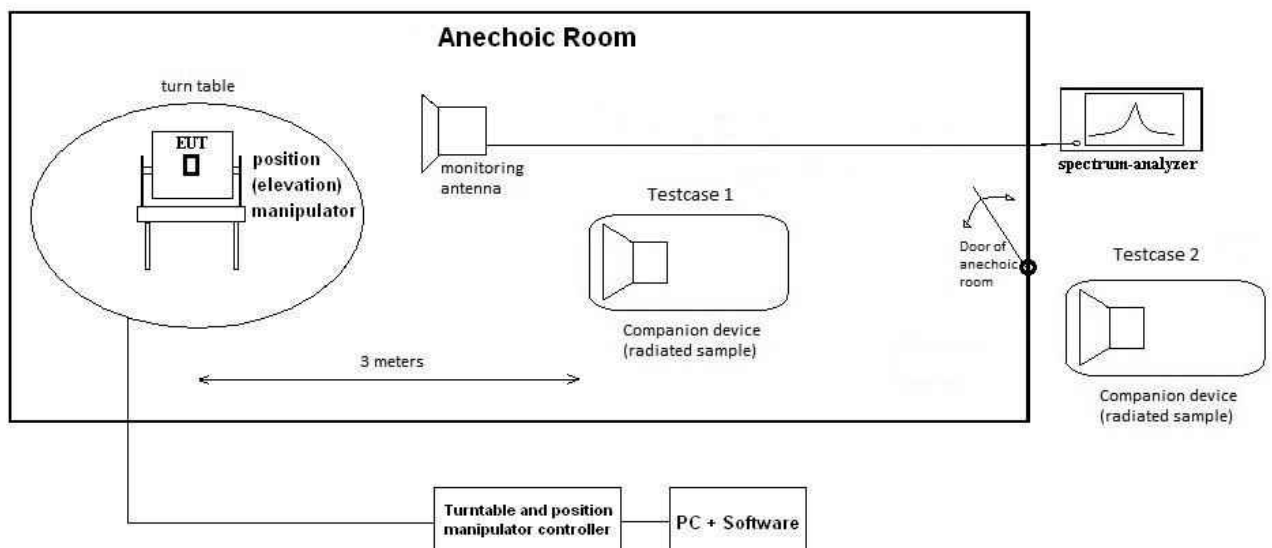 Anechoic Room
turn table
EUT
position
(elevation)
manipulator
monitoring
antenna
spectrum-analyzer
Testcase 1
Companion device
(radiated sample)
Door of
anechoic
room
Testcase 2
Companion device
(radiated sample)
3 meters
Turntable and position
manipulator controller
PC + Software